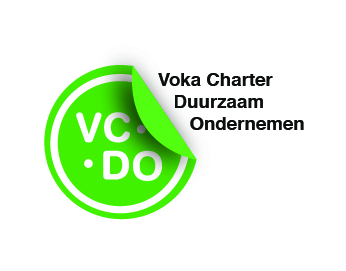 Voka Charter
Duurzaam
Ondernemen
VC·
·DO